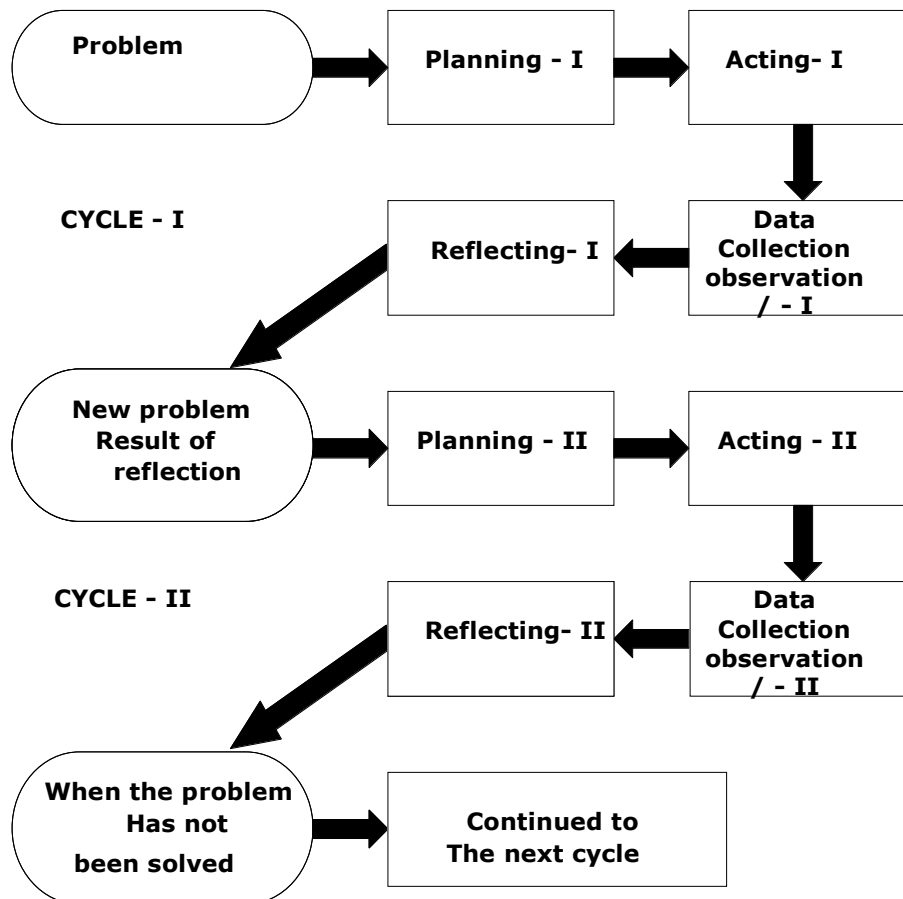 Problem
Planning - I
Acting- I
CYCLE - I
Reflecting- I
Data
Collection
observation
/ - I
New problem
Result of
reflection
Planning - II
Acting - II
CYCLE - II
Reflecting- II
Data
Collection
observation
/ - II
When the problem
Has not
been solved
Continued to
The next cycle